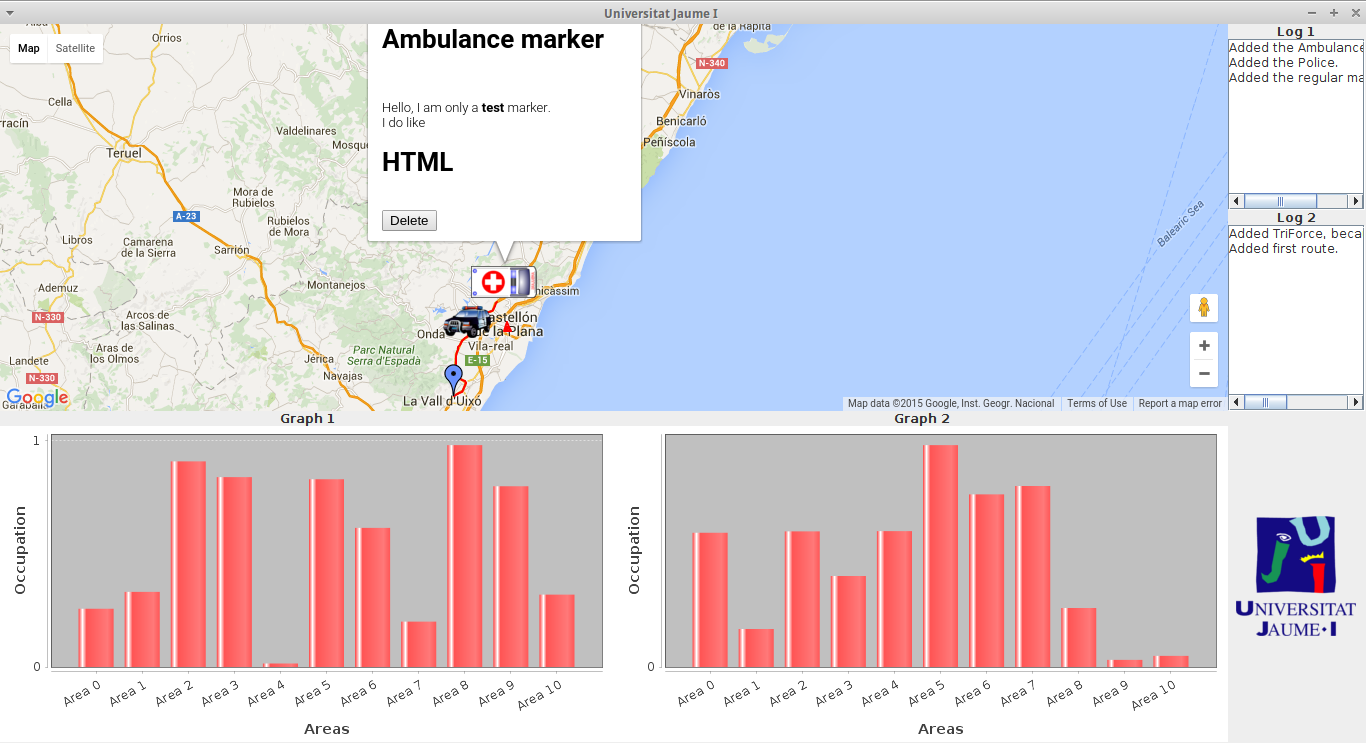 Universitat Jaume I
Map
Satellite
Orrios
de la Ràpita
N-340
Cella
Vinaròs
Benicarló
Peñíscola
Valdelinares
Teruel
Mora de
Rubielos
A-23
Rubielos
de Mora
Libros
Camarena
de la Sierra
Sarrión
Ademuz
Montanejos
N-330
Arcos de
las Salinas
Onda
de la Plana
Vila-real
E-15
Landete
Aras de
los Olmos
Jérica
Parc Natural
Serra d'Espadà
Navajas
N-330
La Vall d'Uixó
Google
Balearic Sea
Ambulance marker
Hello, I am only a test marker.
I do like
HTML
Delete
+
−
Map data ©2015 Google, Inst. Geogr. Nacional
Terms of Use
Report a map error
Log 1
Added the Ambulance
Added the Police.
Added the regular ma
Log 2
Added TriForce, beca
Added first route.
Graph 1
1
0
Occupation
Area 0
Area 1
Area 2
Area 3
Area 4
Area 5
Area 6
Area 7
Area 8
Area 9
Area 10
Areas
Graph 2
0
Occupation
Area 0
Area 1
Area 2
Area 3
Area 4
Area 5
Area 6
Area 7
Area 8
Area 9
Area 10
Areas
UNIVERSITAT
JAUME·I